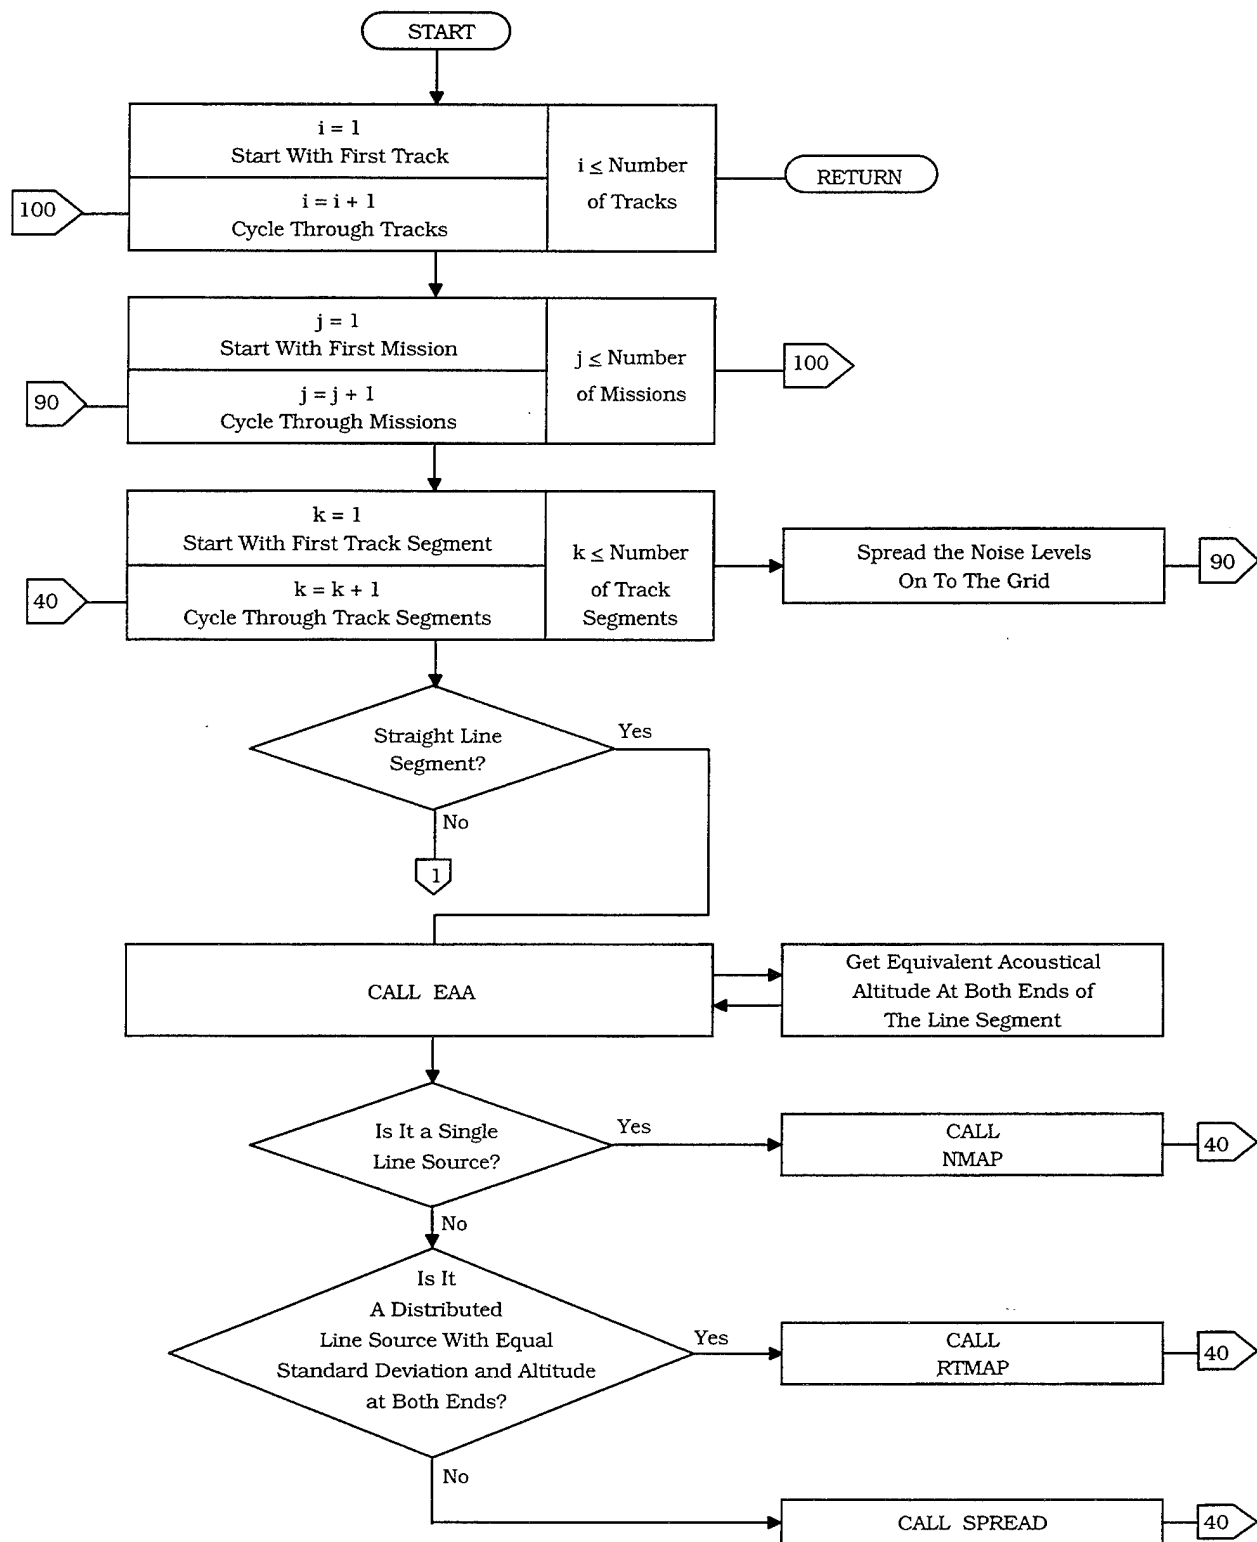 START
i = 1
Start With First Track
i ≤ Number
of Tracks
RETURN
100
i = i + 1
Cycle Through Tracks
j = 1
Start With First Mission
j ≤ Number
of Missions
100
90
j = j + 1
Cycle Through Missions
k = 1
Start With First Track Segment
k ≤ Number
of Track
Segments
Spread the Noise Levels
On To The Grid
90
40
k = k + 1
Cycle Through Track Segments
Straight Line
Segment?
Yes
No
1
CALL EAA
Get Equivalent Acoustical
Altitude At Both Ends of
The Line Segment
Is It a Single
Line Source?
Yes
CALL
NMAP
40
No
Is It
A Distributed
Line Source With Equal
Standard Deviation and Altitude
at Both Ends?
Yes
CALL
RTMAP
40
No
CALL SPREAD
40